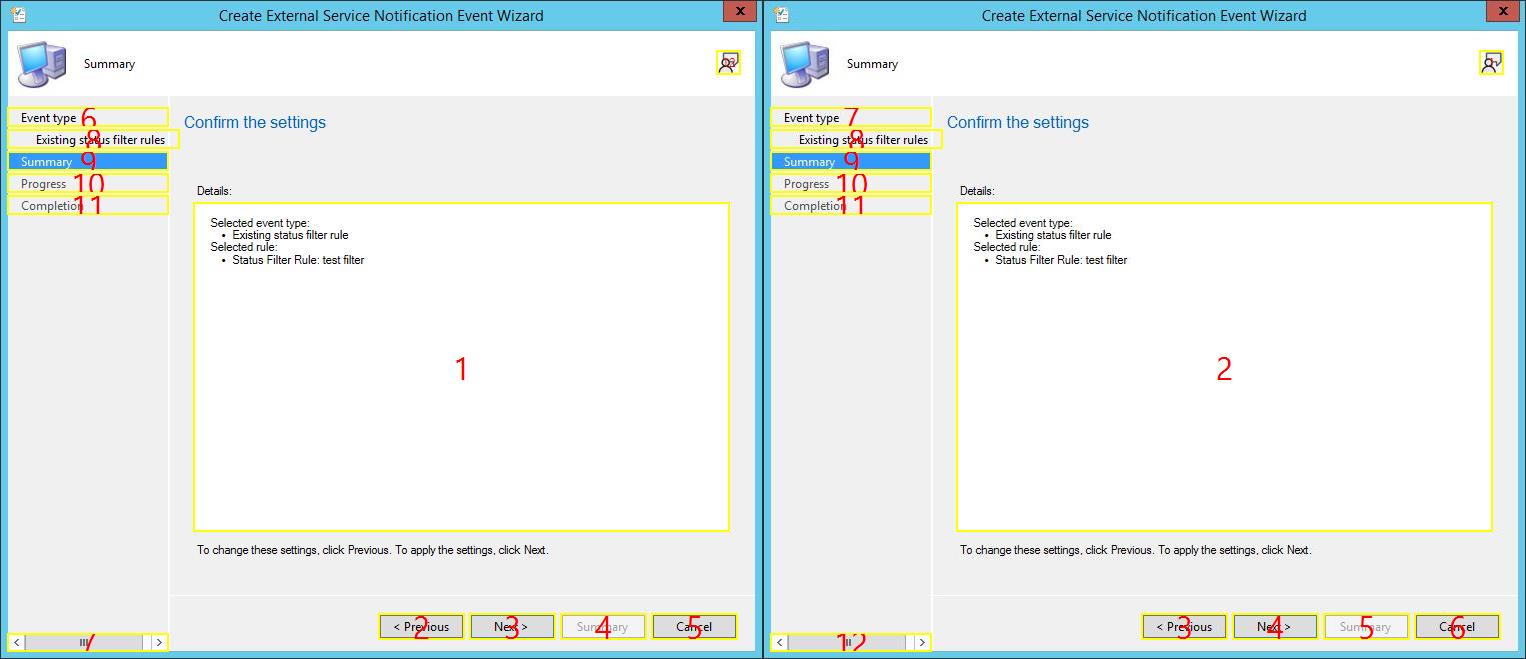 Create External Service Notification Event Wizard
x
Summary
Event type 6
Existing status filter rules 8
Summary 9
Progress 10
Completion 11
Confirm the settings
Details:
Selected event type:
• Existing status filter rule
Selected rule:
• Status Filter Rule: test filter
1
To change these settings, click Previous. To apply the settings, click Next.
7
< Previous 2
Next > 3
Summary 4
Cancel 5
Create External Service Notification Event Wizard
x
Summary
Event type 7
Existing status filter rules 8
Summary 9
Progress 10
Completion 11
Confirm the settings
Details:
Selected event type:
• Existing status filter rule
Selected rule:
• Status Filter Rule: test filter
2
To change these settings, click Previous. To apply the settings, click Next.
12
< Previous 3
Next > 4
Summary 5
Cancel 6